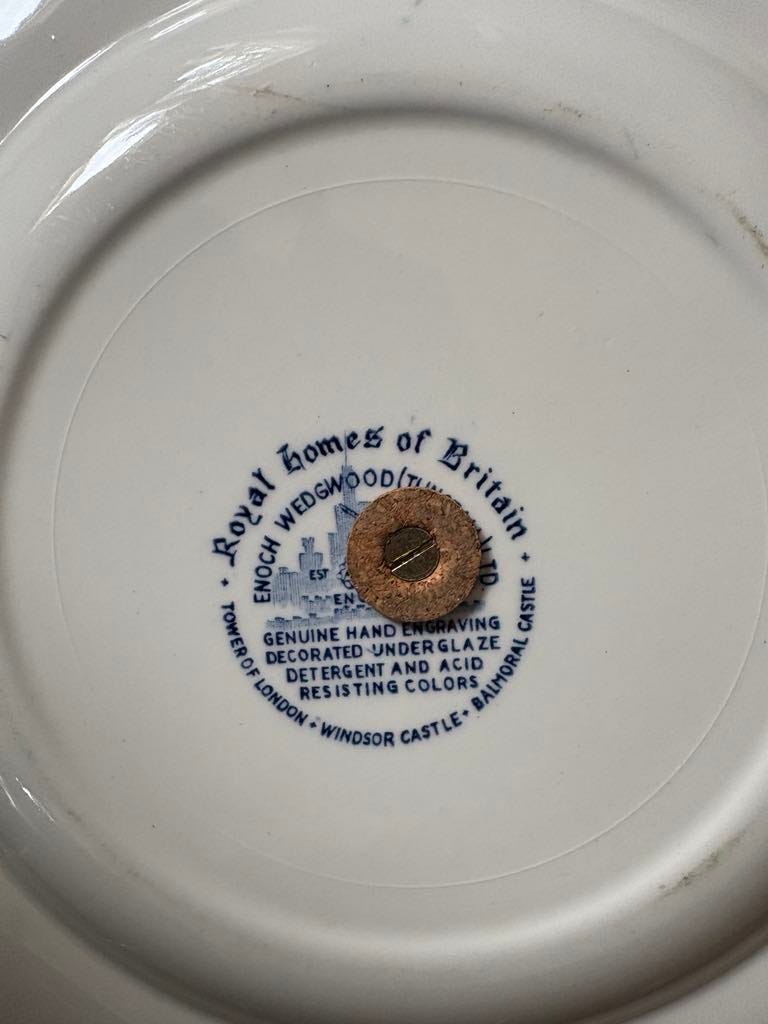 Royal homes of Britain
ENOCH WEDGWOOD (TUN LTD
EST
EN
GENUINE HAND ENGRAVING
DECORATED UNDERGLAZE
DETERGENT AND ACID
RESISTING COLORS
TOWER OF LONDON + WINDSOR CASTLE + BALMORAL CASTLE